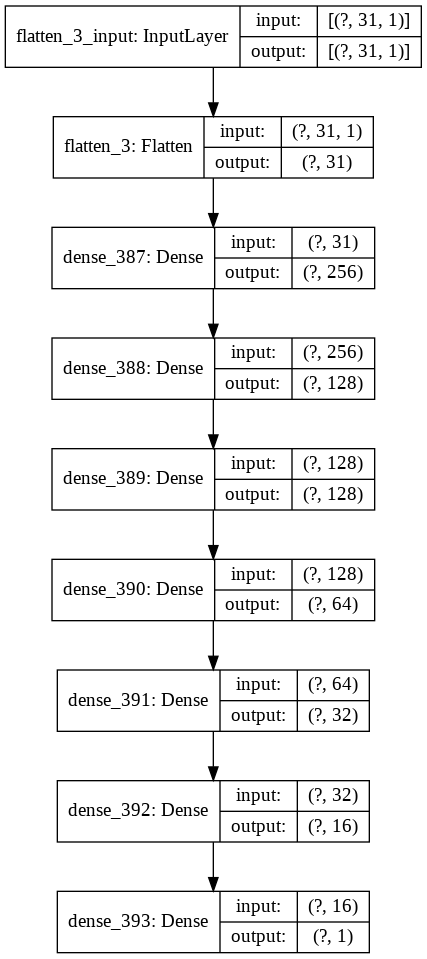 flatten_3_input: InputLayer
input: [(?, 31, 1)]
output: [(?, 31, 1)]
flatten_3: Flatten
input: (?, 31, 1)
output: (?, 31)
dense_387: Dense
input: (?, 31)
output: (?, 256)
dense_388: Dense
input: (?, 256)
output: (?, 128)
dense_389: Dense
input: (?, 128)
output: (?, 128)
dense_390: Dense
input: (?, 128)
output: (?, 64)
dense_391: Dense
input: (?, 64)
output: (?, 32)
dense_392: Dense
input: (?, 32)
output: (?, 16)
dense_393: Dense
input: (?, 16)
output: (?, 1)